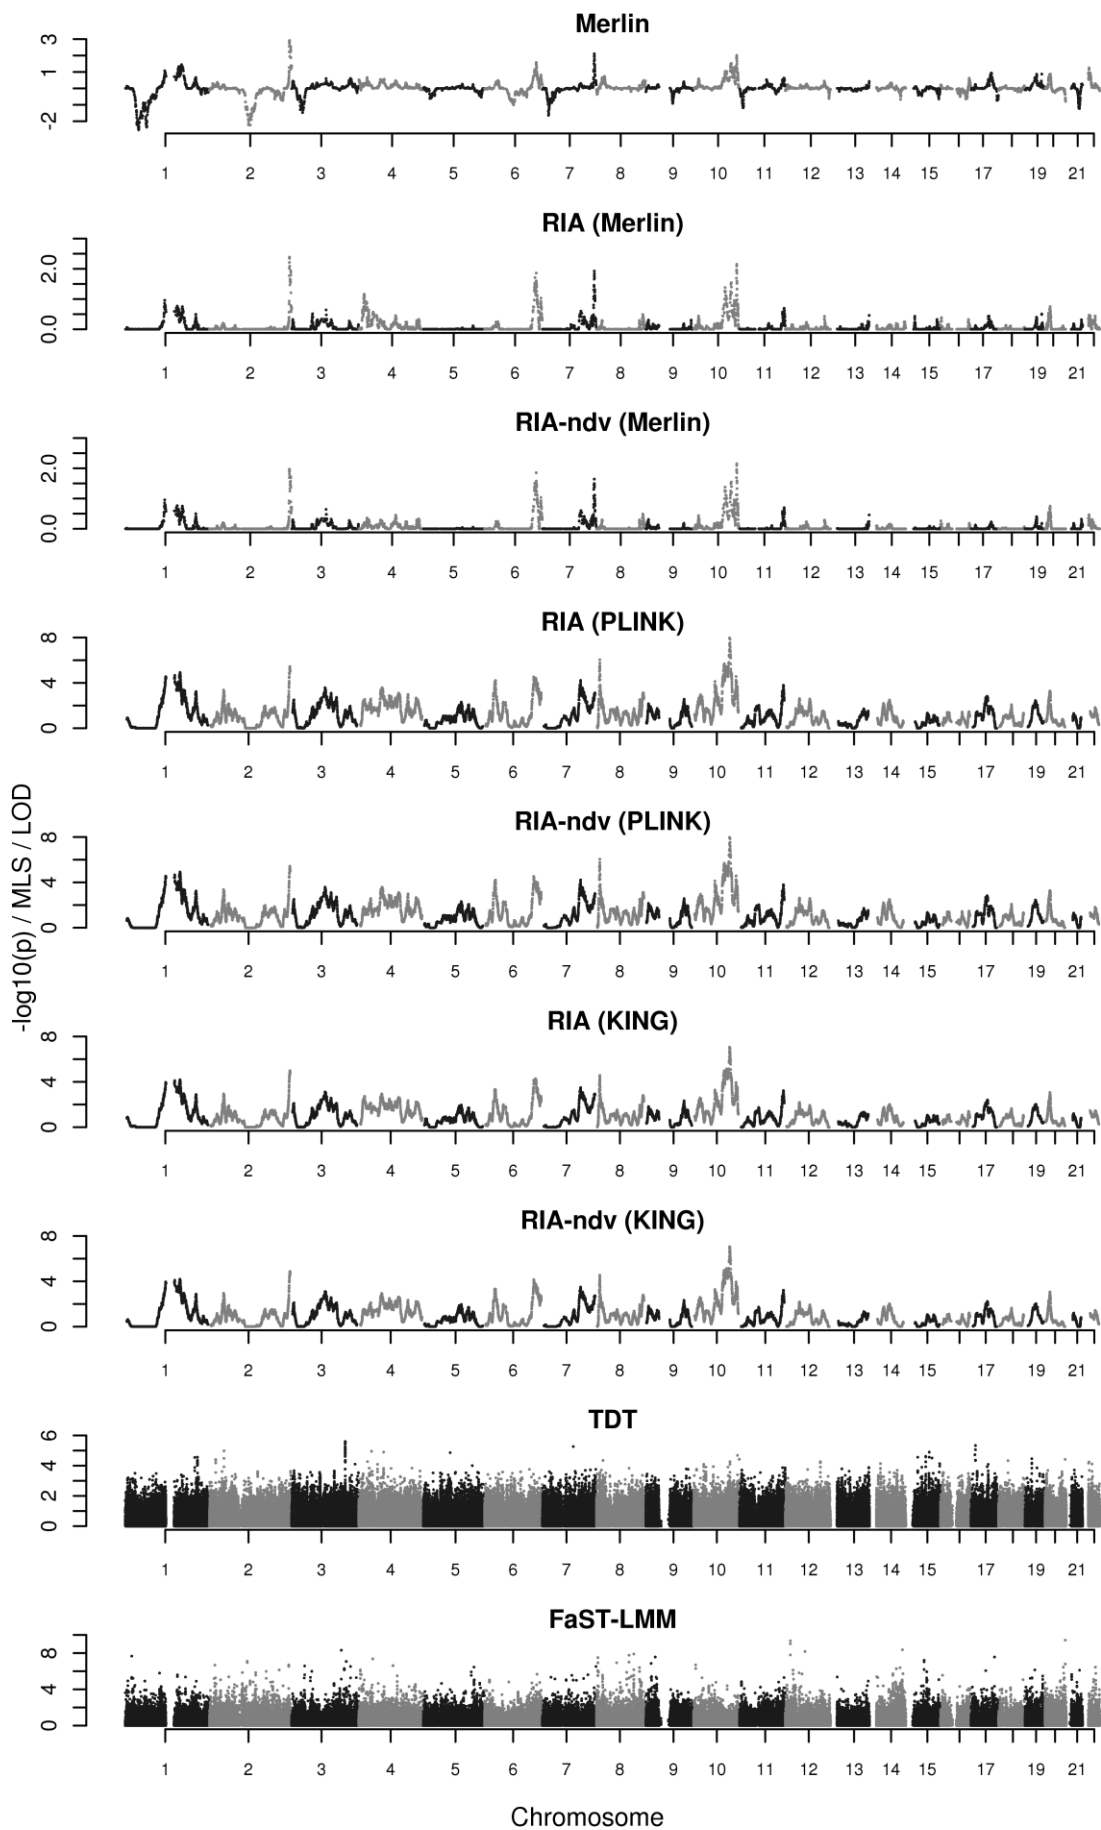 Merlin
3
1
-2
1 2 3 4 5 6 7 8 9 10 11 12 13 14 15 17 19 21
RIA (Merlin)
2.0
0.0
1 2 3 4 5 6 7 8 9 10 11 12 13 14 15 17 19 21
RIA-ndv (Merlin)
2.0
0.0
1 2 3 4 5 6 7 8 9 10 11 12 13 14 15 17 19 21
RIA (PLINK)
8
4
0
1 2 3 4 5 6 7 8 9 10 11 12 13 14 15 17 19 21
-log10(p) / MLS / LOD
RIA-ndv (PLINK)
8
4
0
1 2 3 4 5 6 7 8 9 10 11 12 13 14 15 17 19 21
RIA (KING)
8
4
0
1 2 3 4 5 6 7 8 9 10 11 12 13 14 15 17 19 21
RIA-ndv (KING)
8
4
0
1 2 3 4 5 6 7 8 9 10 11 12 13 14 15 17 19 21
TDT
6
4
2
0
1 2 3 4 5 6 7 8 9 10 11 12 13 14 15 17 19 21
FaST-LMM
8
4
0
1 2 3 4 5 6 7 8 9 10 11 12 13 14 15 17 19 21
Chromosome